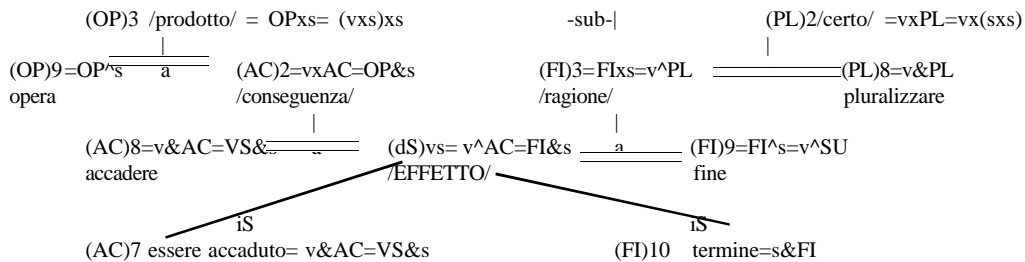 (OP)3 /prodotto/ = OPxs= (vxs)xs -sub-| (PL)2/certo/ =vxPL=vx(sxs)
| |
(OP)9=OP^s a (AC)2=vxAC=OP&s (FI)3=FIxs=v^PL (PL)8=v&PL
opera /conseguenza/ /ragione/ pluralizzare
| |
(AC)8=v&AC=VS&s (dS)vs= v^AC=FI&s a (FI)9=FI^s=v^SU
accadere /EFFETTO/ fine
iS iS
(AC)7 essere accaduto= v&AC=VS&s (FI)10 termine=s&FI